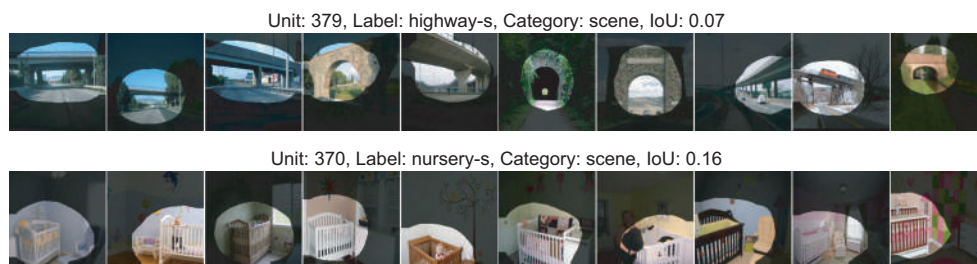 Unit: 379, Label: highway-s, Category: scene, IoU: 0.07
Unit: 370, Label: nursery-s, Category: scene, IoU: 0.16